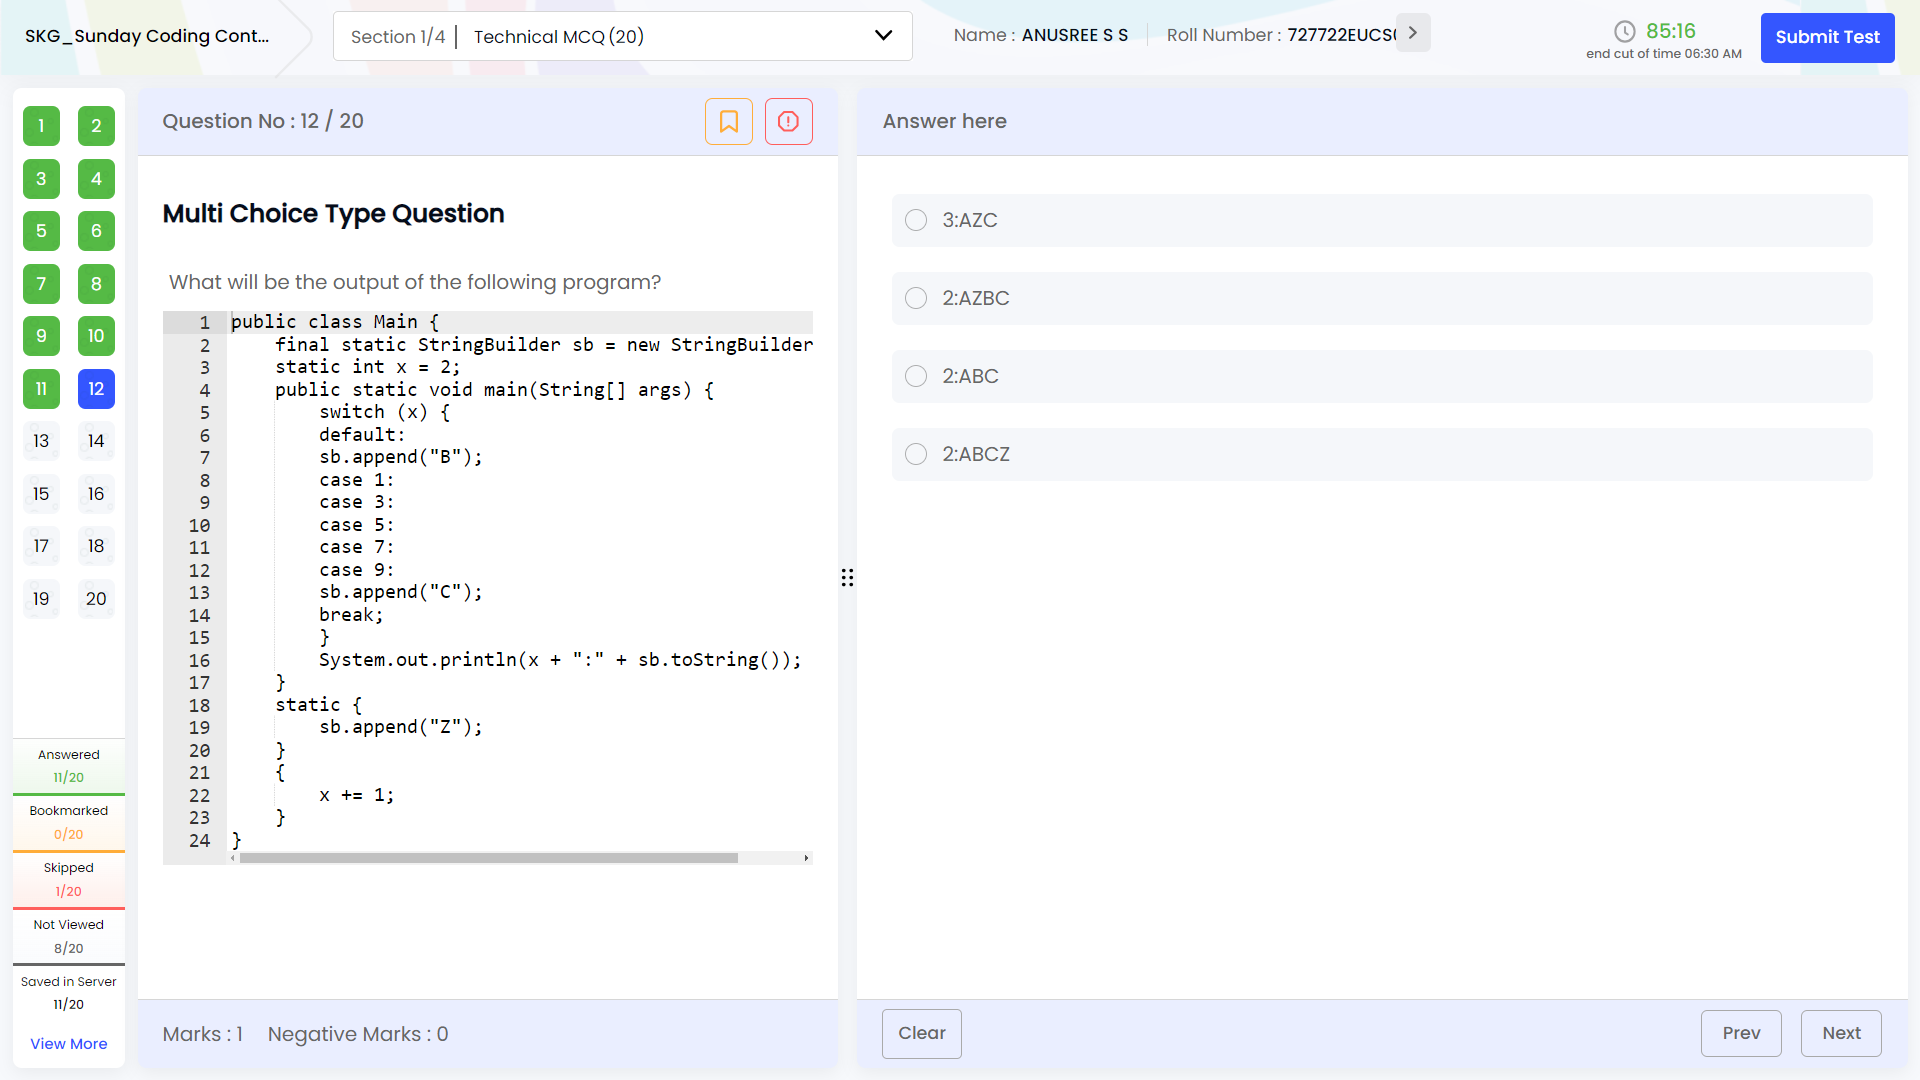 SKG_Sunday Coding Cont...
Section 1/4 | Technical MCQ (20)
Name : ANUSREE S S
Roll Number : 727722EUCS
85:16
end cut of time 06:30 AM
Submit Test
1 2
3 4
5 6
7 8
9 10
11 12
13 14
15 16
17 18
19 20
Answered
11/20
Bookmarked
0/20
Skipped
1/20
Not Viewed
8/20
Saved in Server
11/20
View More
Question No : 12 / 20
Multi Choice Type Question
What will be the output of the following program?
1 public class Main {
2     final static StringBuilder sb = new StringBuilder
3     static int x = 2;
4     public static void main(String[] args) {
5         switch (x) {
6         default:
7         sb.append("B");
8         case 1:
9         case 3:
10         case 5:
11         case 7:
12         case 9:
13         sb.append("C");
14         break;
15         }
16         System.out.println(x + ":" + sb.toString());
17     }
18     static {
19         sb.append("Z");
20     }
21     {
22         x += 1;
23     }
24 }
Marks : 1 Negative Marks : 0
Answer here
3:AZC
2:AZBC
2:ABC
2:ABCZ
Clear
Prev
Next